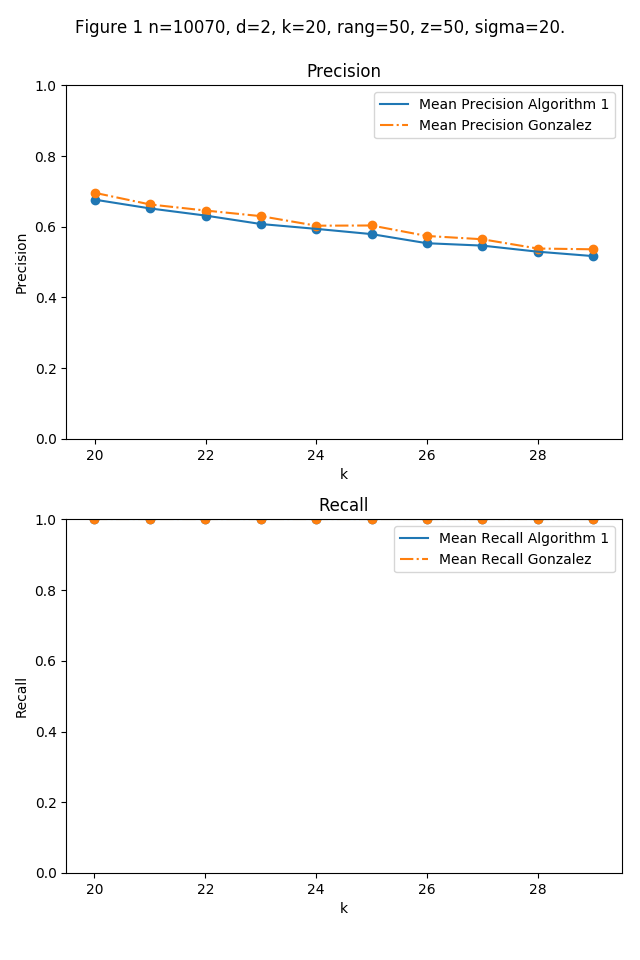 Figure 1 n=10070, d=2, k=20, rang=50, z=50, sigma=20.
Precision
1.0
Mean Precision Algorithm 1
Mean Precision Gonzalez
0.8
0.6
Precision
0.4
0.2
0.0
20 22 24 26 28
k
Recall
1.0
Mean Recall Algorithm 1
Mean Recall Gonzalez
0.8
0.6
Recall
0.4
0.2
0.0
20 22 24 26 28
k